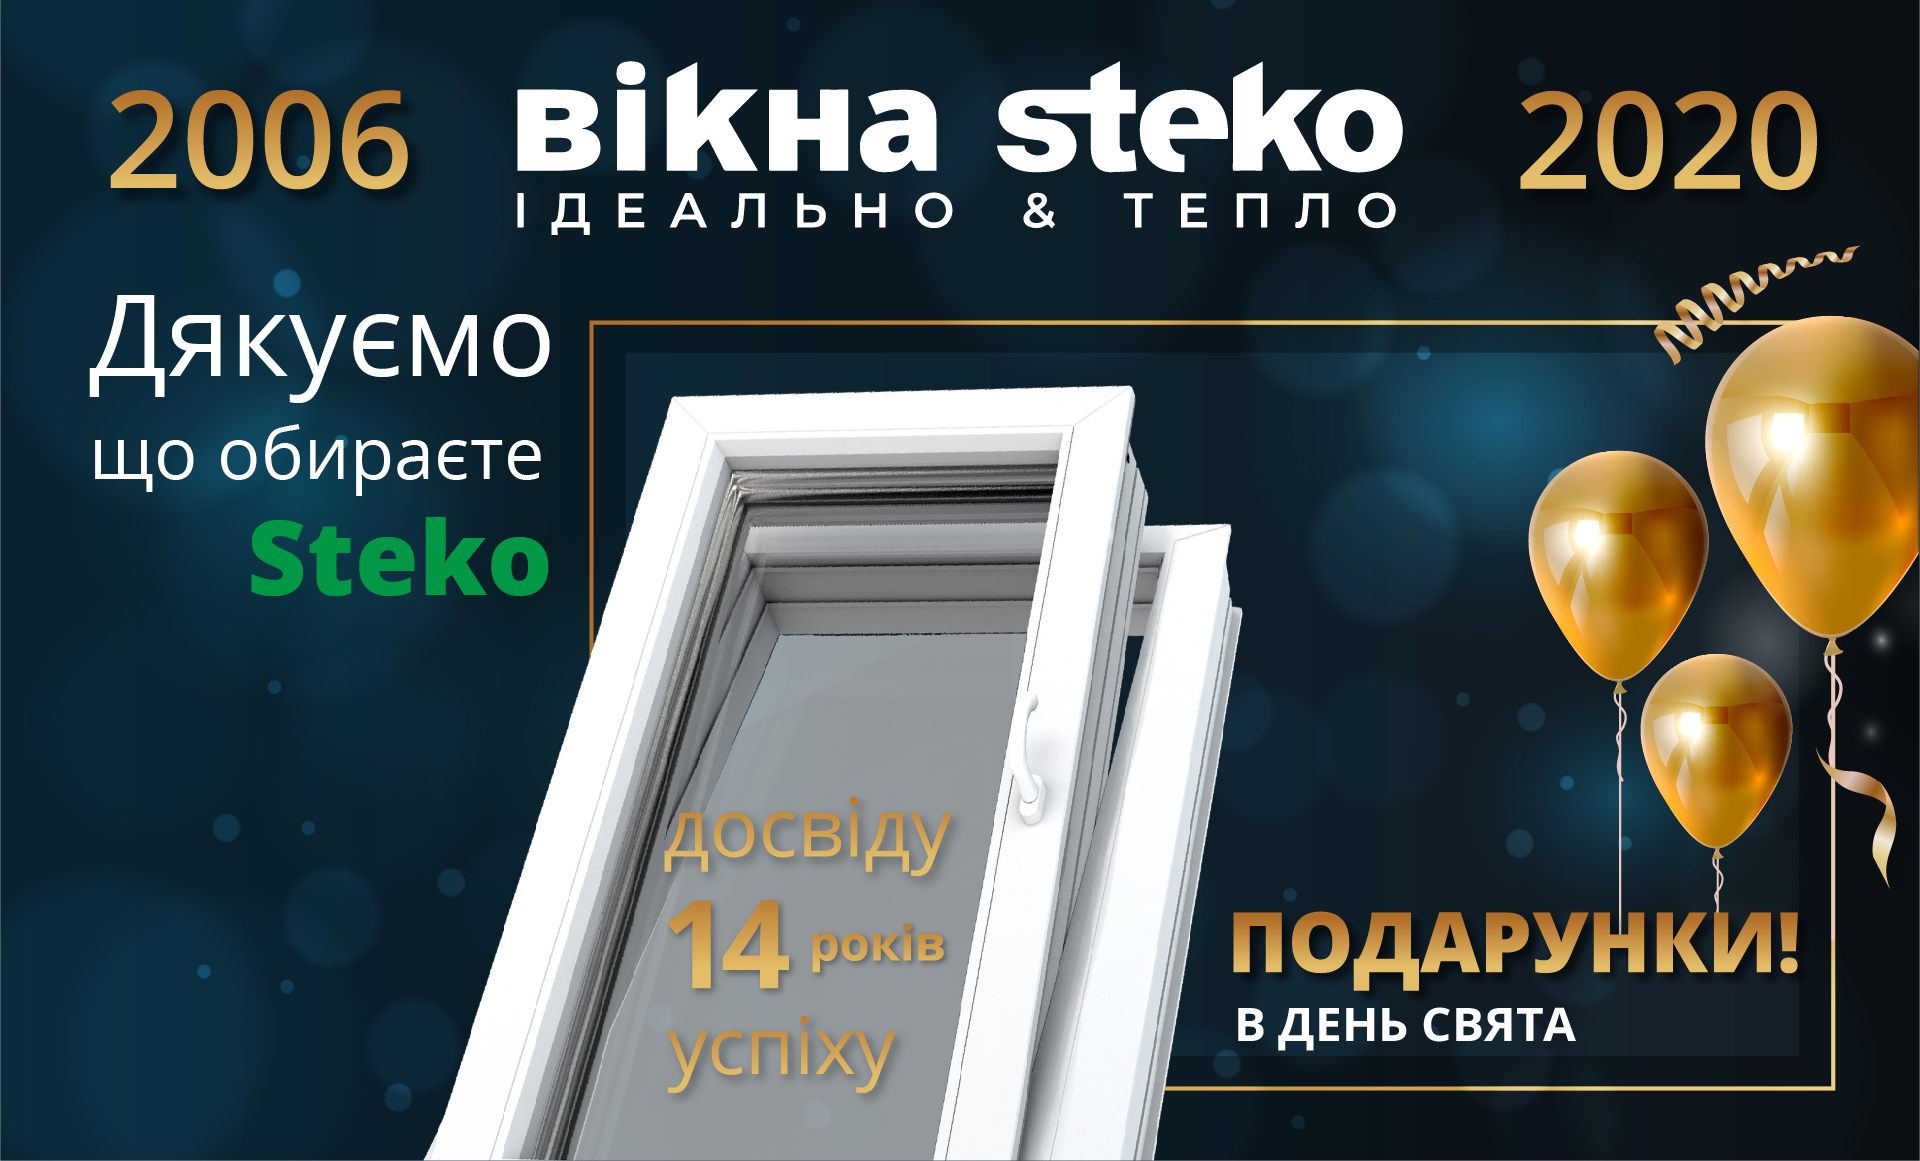 2006
вікна steko
2020
ІДЕАЛЬНО & ТЕПЛО
Дякуємо
що обираєте
Steko
досвіду
14 років
успіху
ПОДАРУНКИ!
В ДЕНЬ СВЯТА